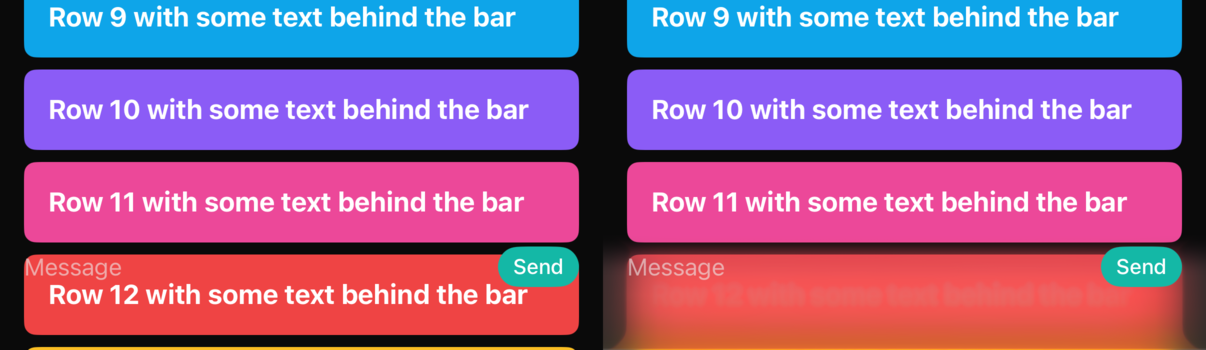 Row 9 with some text behind the bar
Row 10 with some text behind the bar
Row 11 with some text behind the bar
Message
Send
Row 12 with some text behind the bar
Row 9 with some text behind the bar
Row 10 with some text behind the bar
Row 11 with some text behind the bar
Message
Send